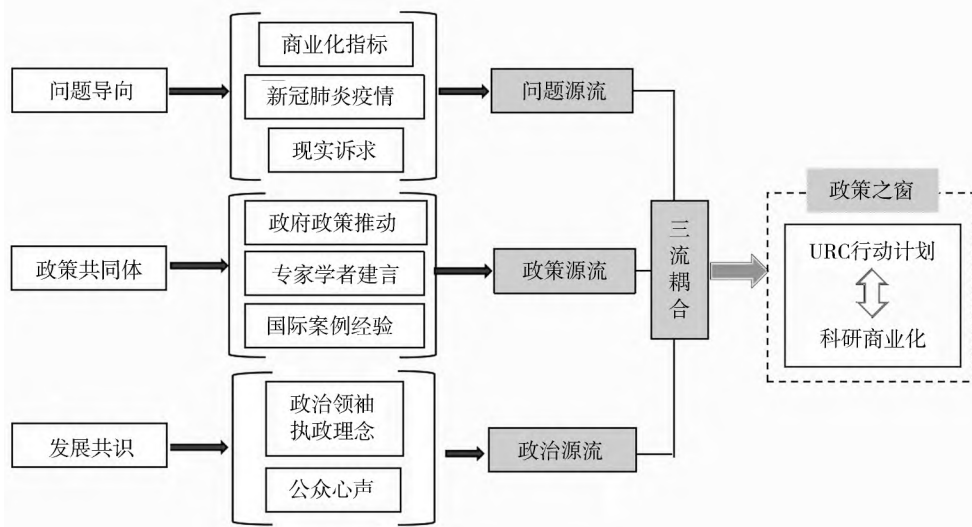 问题导向
商业化指标
新冠肺炎疫情
现实诉求
问题源流
政策共同体
政府政策推动
专家学者建言
国际案例经验
政策源流
发展共识
政治领袖
执政理念
公众心声
政治源流
三流耦合
政策之窗
URC行动计划
科研商业化